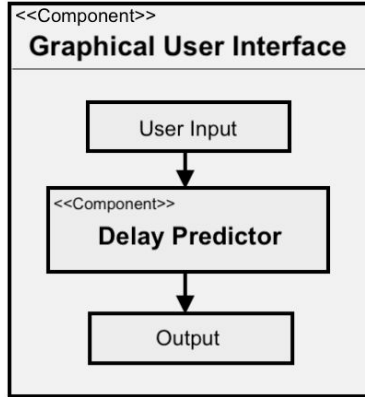 <<Component>>
Graphical User Interface
User Input
<<Component>>
Delay Predictor
Output